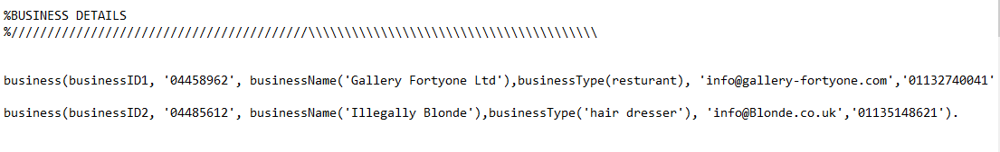 %BUSINESS DETAILS
%/////////////////////////////////////////\\\\\\\\\\\\\\\\\\\\\\\\\\\\\\\\\\\\\\\\
business(businessID1, '04458962', businessName('Gallery Fortyone Ltd'),businessType(resturant), 'info@gallery-fortyone.com','01132740041'
business(businessID2, '04485612', businessName('Illegally Blonde'),businessType('hair dresser'), 'info@Blonde.co.uk','01135148621').